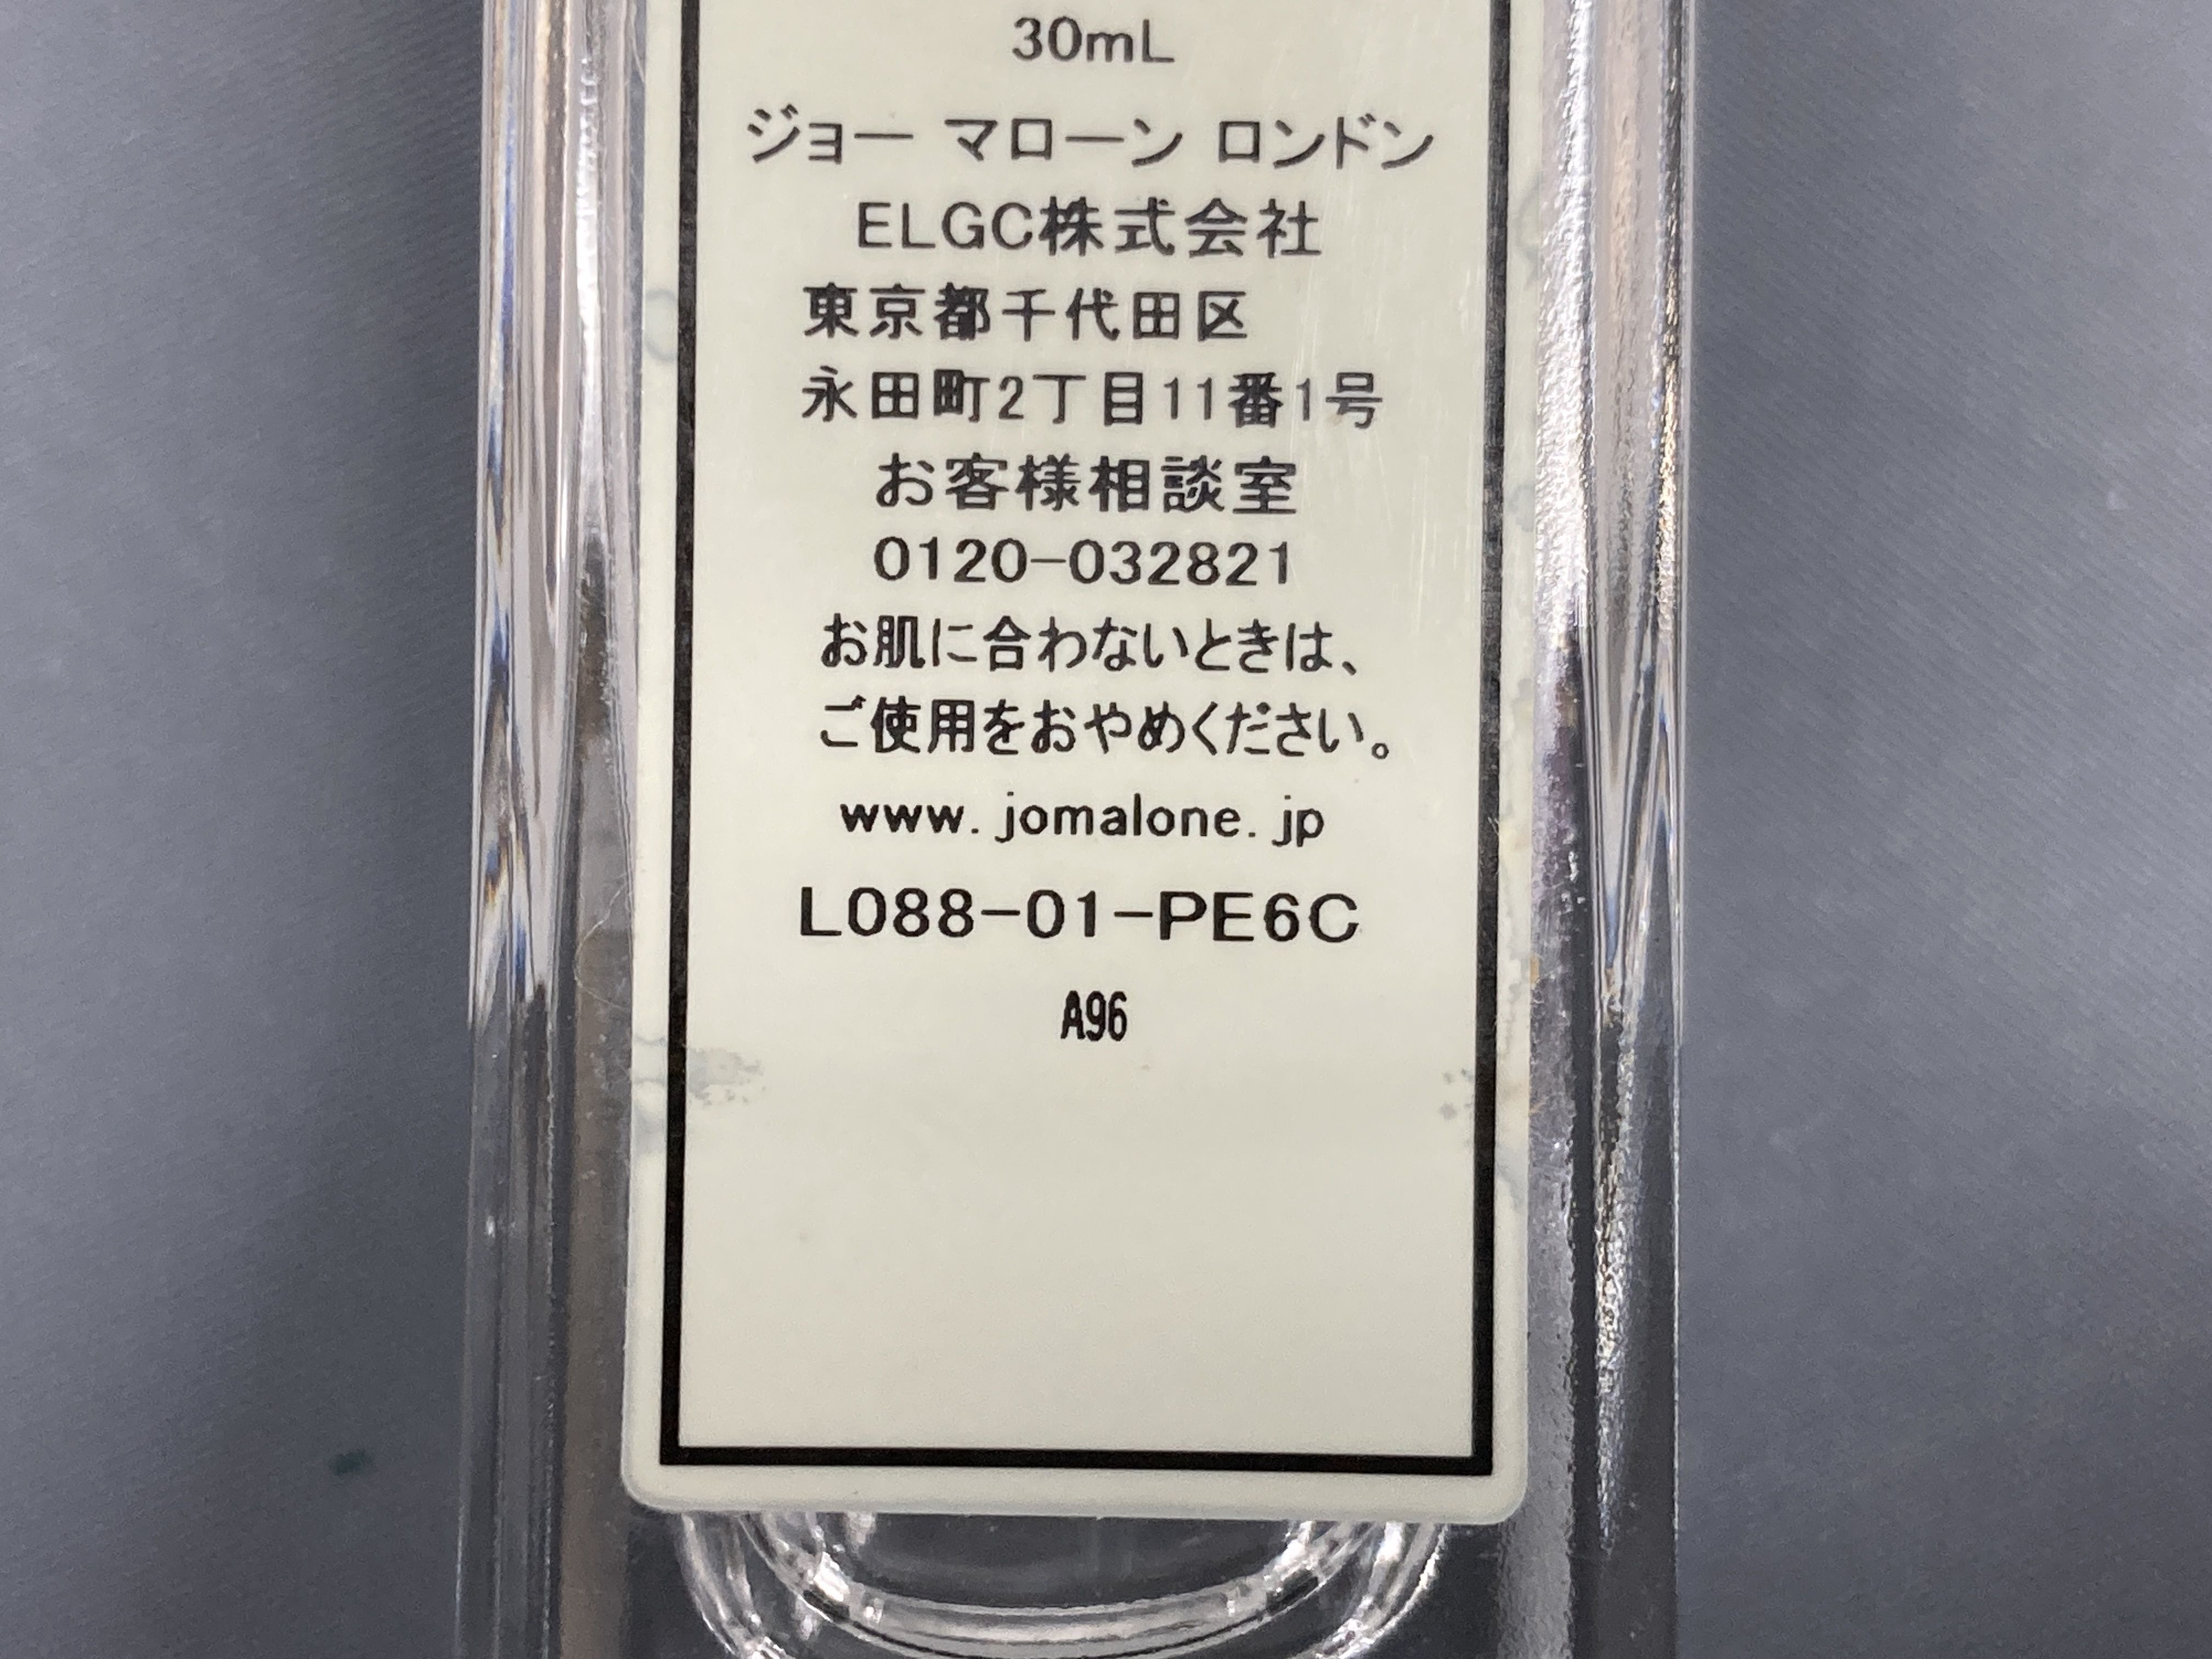 30mL
ジョー マローン ロンドン
ELGC株式会社
東京都千代田区
永田町2丁目11番1号
お客様相談室
0120-032821
お肌に合わないときは、
ご使用をおやめください。
www.jomalone.jp
L088-01-PE6C
A96